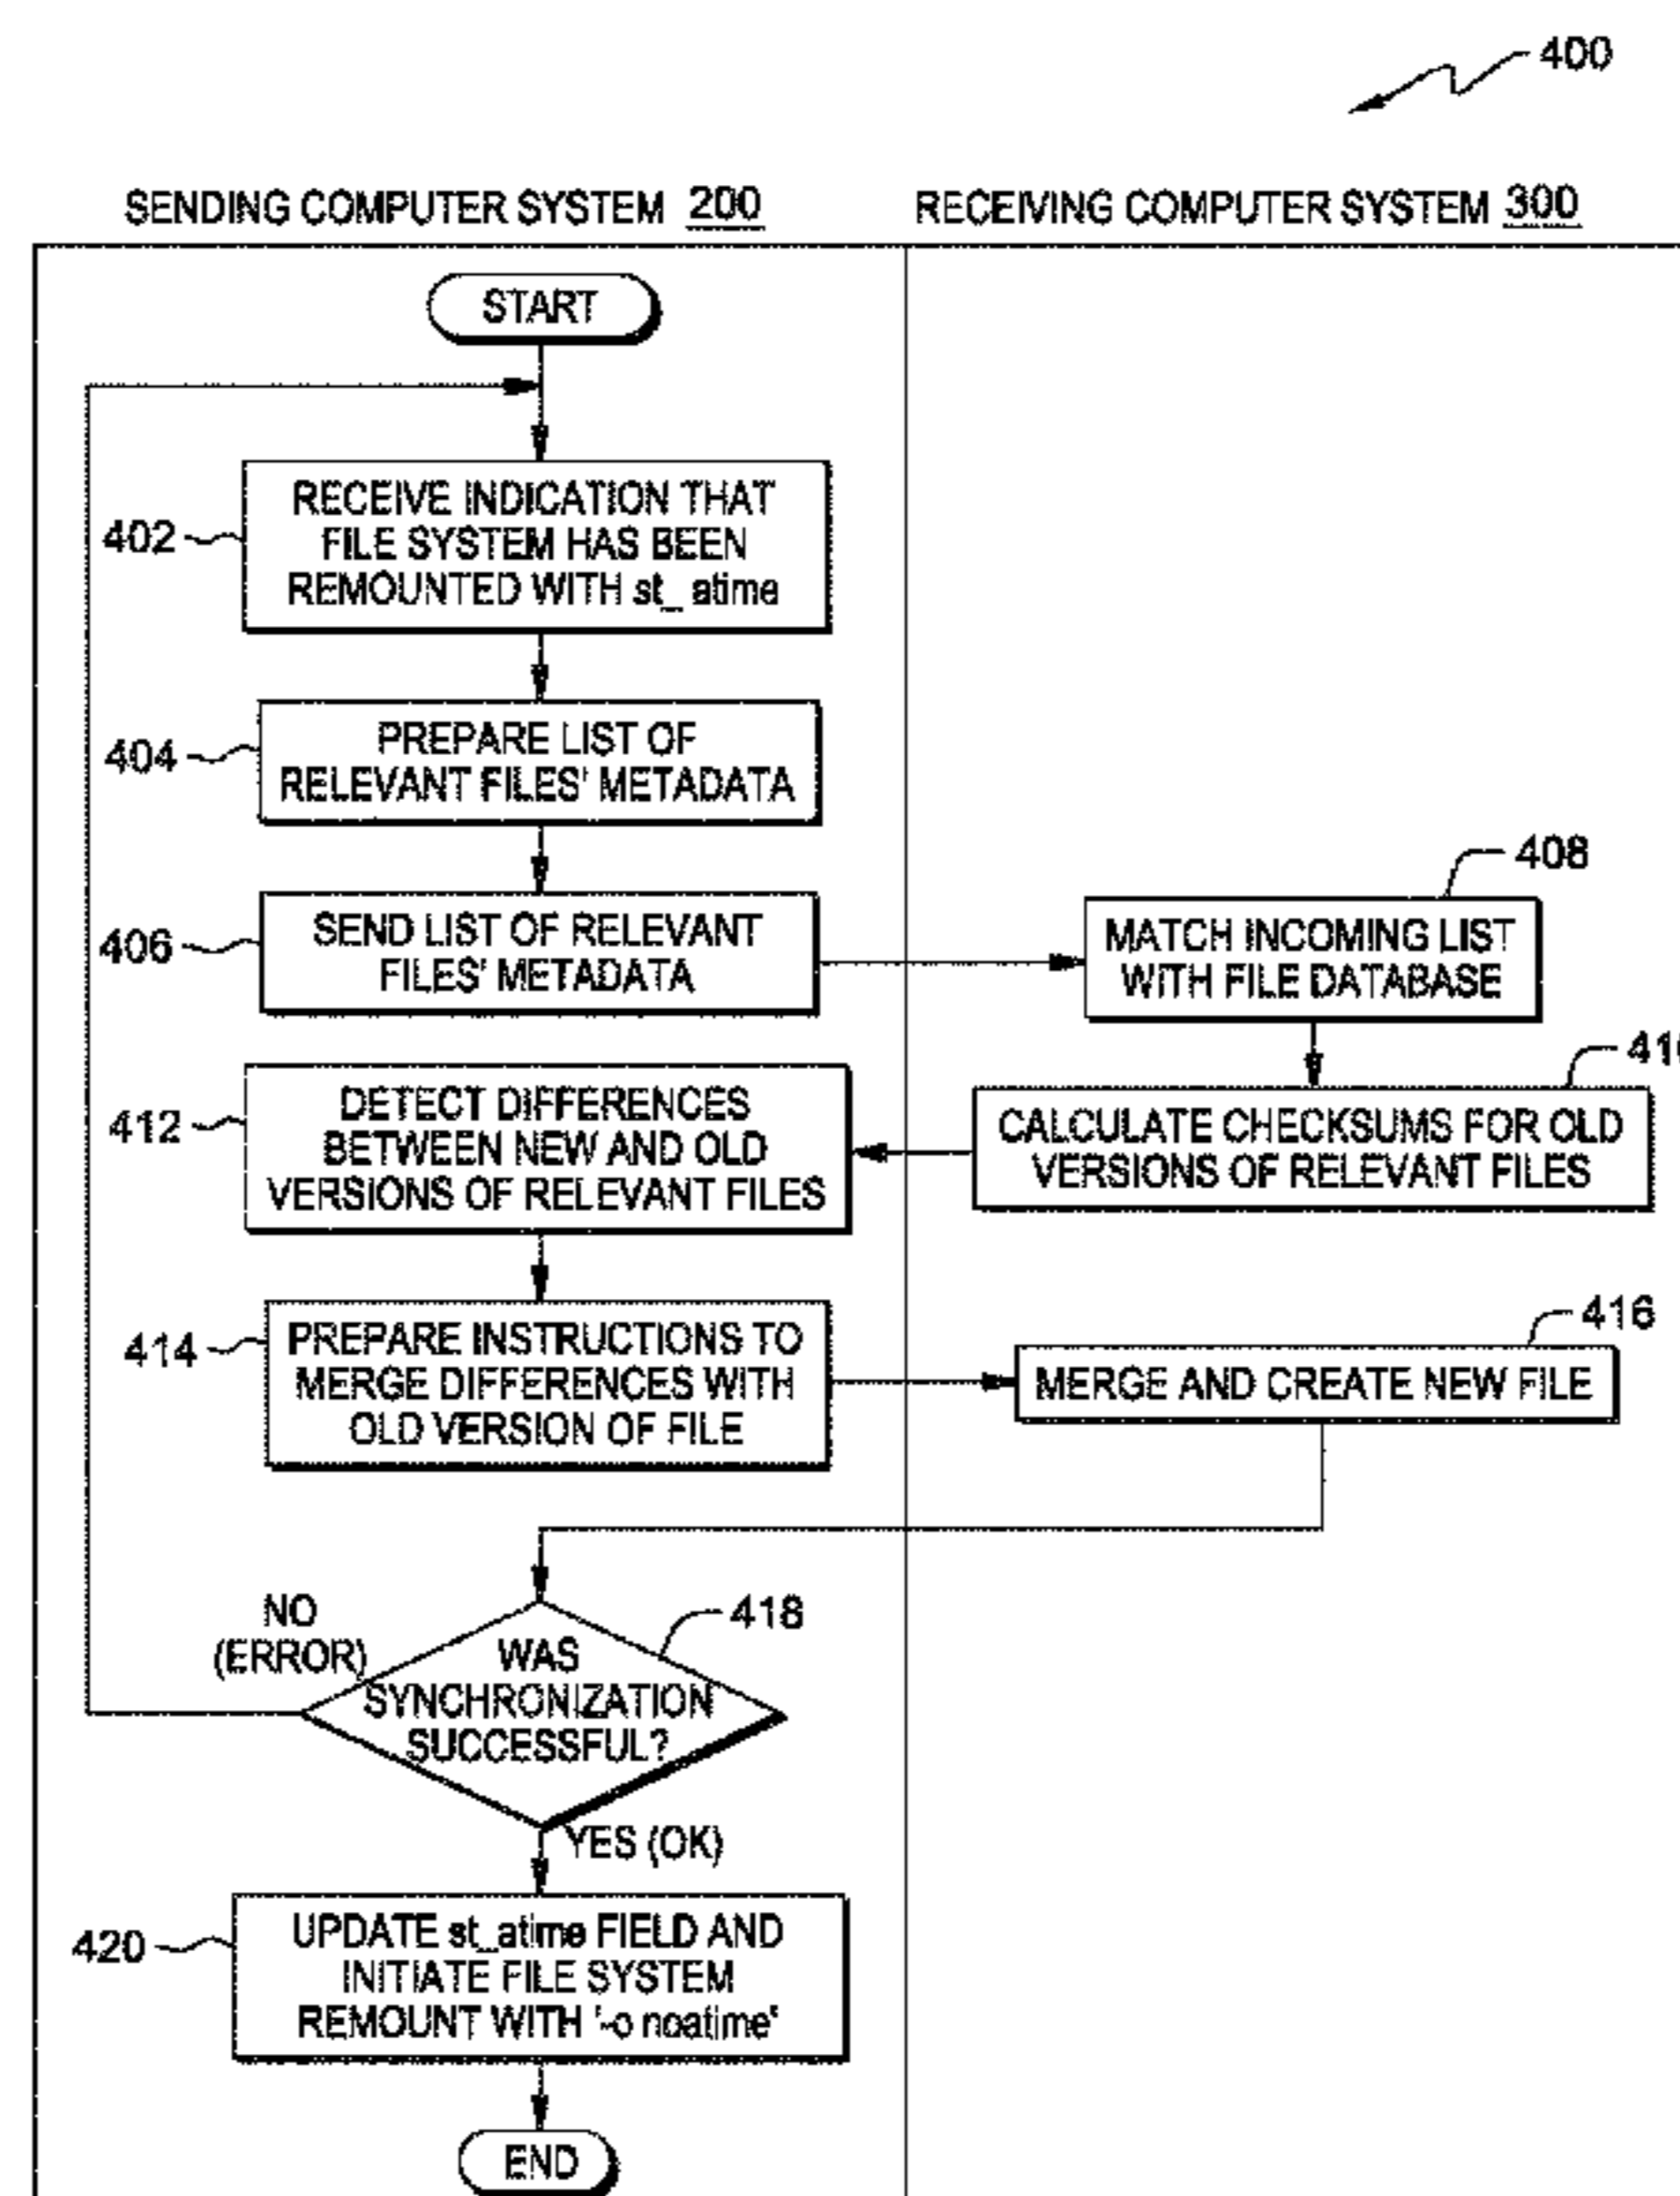 400
SENDING COMPUTER SYSTEM 200
RECEIVING COMPUTER SYSTEM 300
START
402
RECEIVE INDICATION THAT
FILE SYSTEM HAS BEEN
REMOUNTED WITH st_ atime
404
PREPARE LIST OF
RELEVANT FILES' METADATA
406
SEND LIST OF RELEVANT
FILES' METADATA
408
MATCH INCOMING LIST
WITH FILE DATABASE
CALCULATE CHECKSUMS FOR OLD
VERSIONS OF RELEVANT FILES
412
DETECT DIFFERENCES
BETWEEN NEW AND OLD
VERSIONS OF RELEVANT FILES
414
PREPARE INSTRUCTIONS TO
MERGE DIFFERENCES WITH
OLD VERSION OF FILE
416
MERGE AND CREATE NEW FILE
418
WAS
SYNCHRONIZATION
SUCCESSFUL?
NO
(ERROR)
YES (OK)
420
UPDATE st_atime FIELD AND
INITIATE FILE SYSTEM
REMOUNT WITH '-o noatime'
END